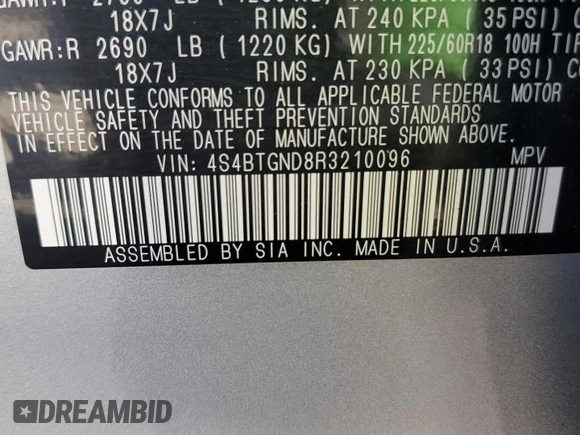 18X7J RIMS. AT 240 KPA ( 35 PSI) C
GAWR:R 2690 LB ( 1220 KG) WITH 225/60R18 100H TIR
18X7J RIMS. AT 230 KPA ( 33 PSI) CO
THIS VEHICLE CONFORMS TO ALL APPLICABLE FEDERAL MOTOR
VEHICLE SAFETY AND THEFT PREVENTION STANDARDS
IN EFFECT ON THE DATE OF MANUFACTURE SHOWN ABOVE.
VIN: 4S4BTGND8R3210096 MPV
ASSEMBLED BY SIA INC. MADE IN U.S.A.
DREAMBID